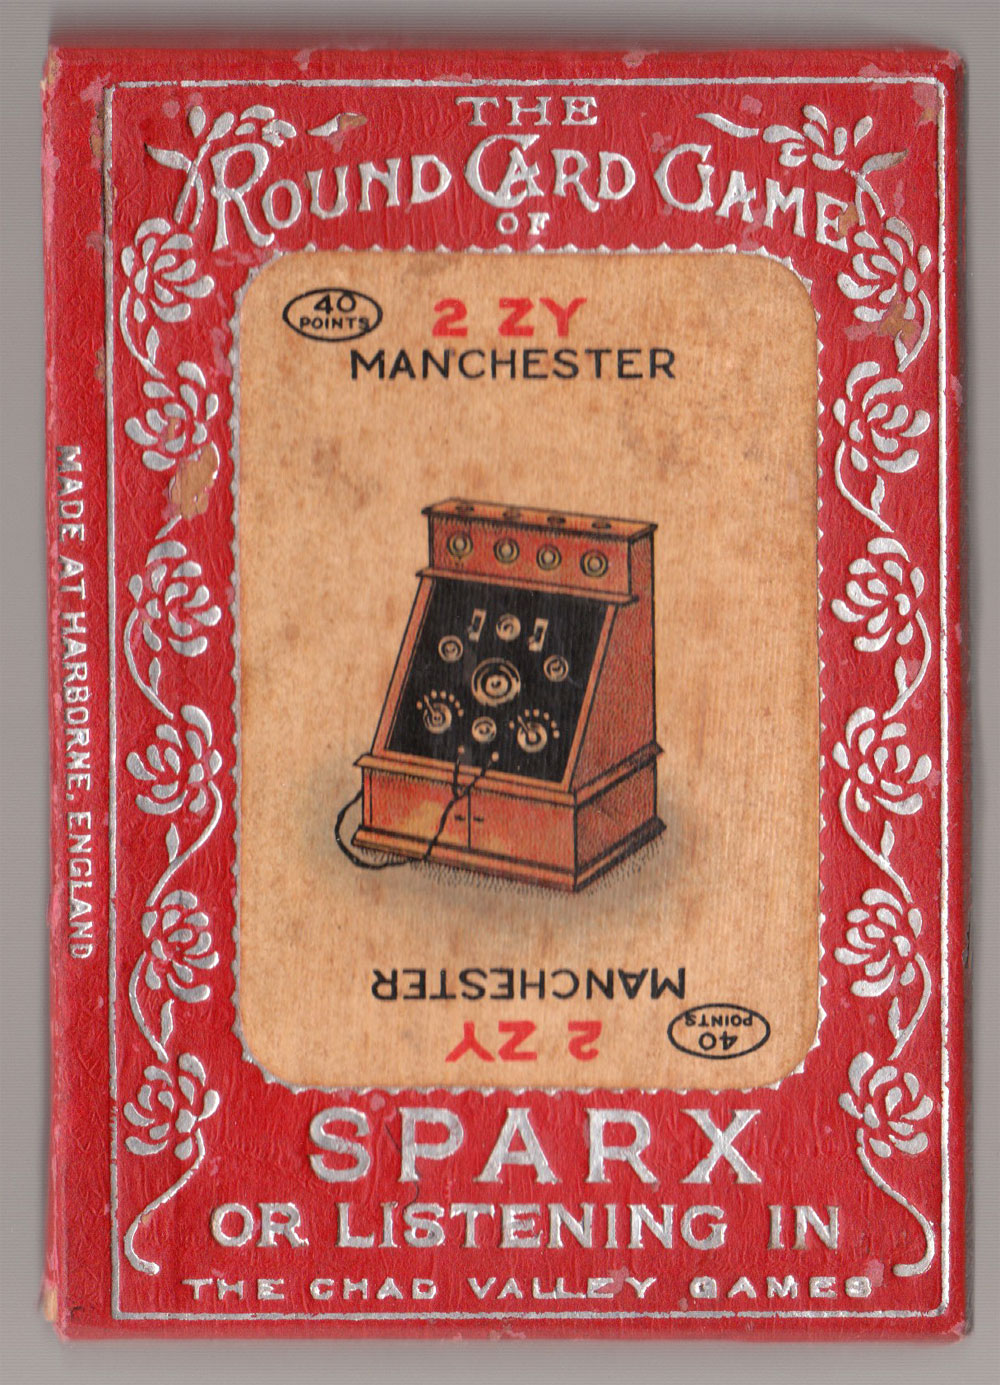 THE
ROUND CARD GAME
OF
40
POINTS
2 ZY
MANCHESTER
MANCHESTER
2 ZY
40
POINTS
SPARX
OR LISTENING IN
THE CHAD VALLEY GAMES
MADE AT HARBORNE, ENGLAND